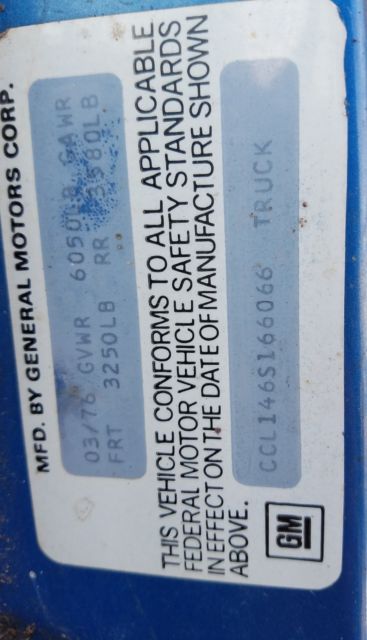 MFD. BY GENERAL MOTORS CORP.
03/76 GVWR 6050LB GAWR
FRT 3250LB RR 3580LB
THIS VEHICLE CONFORMS TO ALL APPLICABLE
FEDERAL MOTOR VEHICLE SAFETY STANDARDS
IN EFFECT ON THE DATE OF MANUFACTURE SHOWN
ABOVE.
CCL146S166066 TRUCK
GM